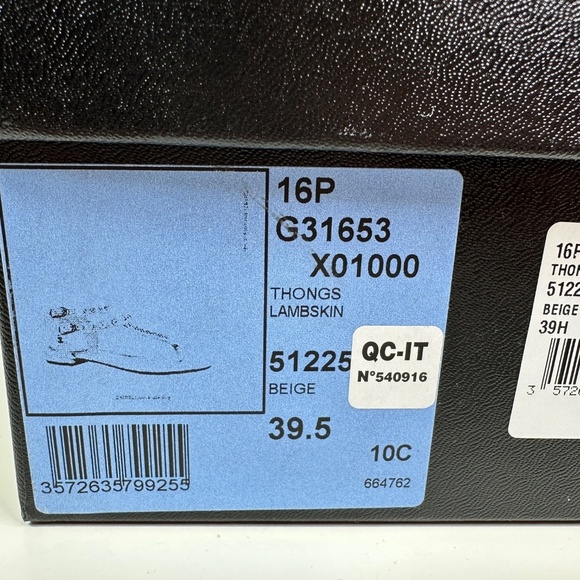 16P
G31653
X01000
THONGS
LAMBSKIN
51225
BEIGE
39.5
10C
664762
QC-IT
N°540916
3572635799255
16P
THON
5122
BEIGE
39H
3 572